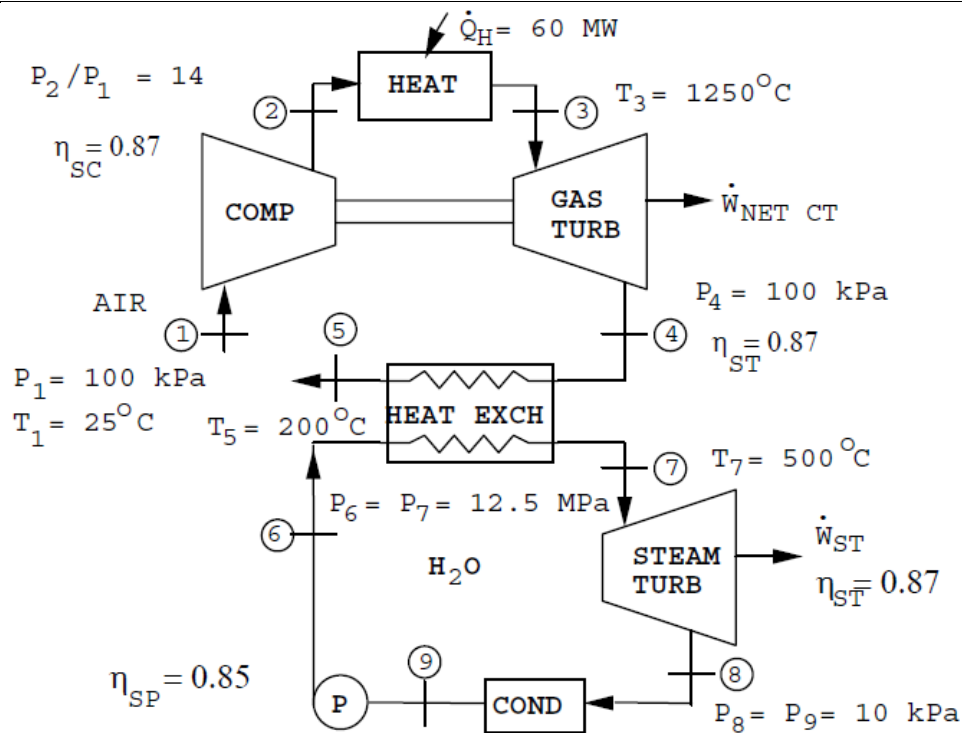 Q̇H = 60 MW
P2/P1 = 14
HEAT
T3 = 1250°C
2
3
ηSC = 0.87
COMP
GAS
TURB
ẆNET CT
AIR
P4 = 100 kPa
1
5
4
ηST = 0.87
P1 = 100 kPa
T1 = 25°C
T5 = 200°C
HEAT EXCH
7
T7 = 500°C
P6 = P7 = 12.5 MPa
6
H2O
STEAM
TURB
ẆST
ηST = 0.87
ηSP = 0.85
9
8
P
COND
P8 = P9 = 10 kPa